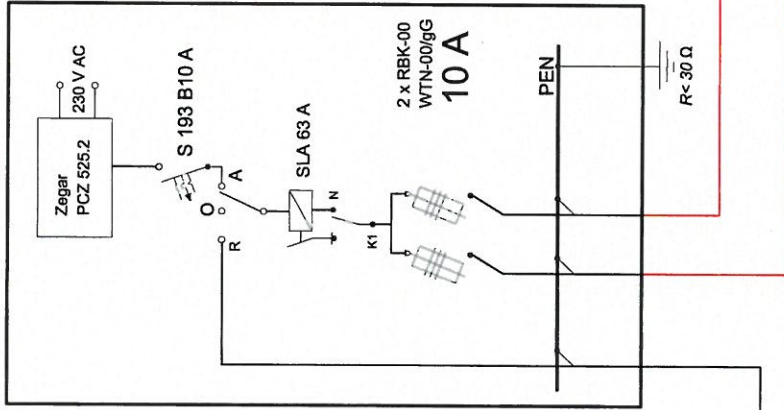 Zegar
PCZ 525.2
230 V AC
S 193 B10 A
A
O
R
SLA 63 A
N
K1
2 x RBK-00
WTN-00/gG
10 A
PEN
R< 30 Ω